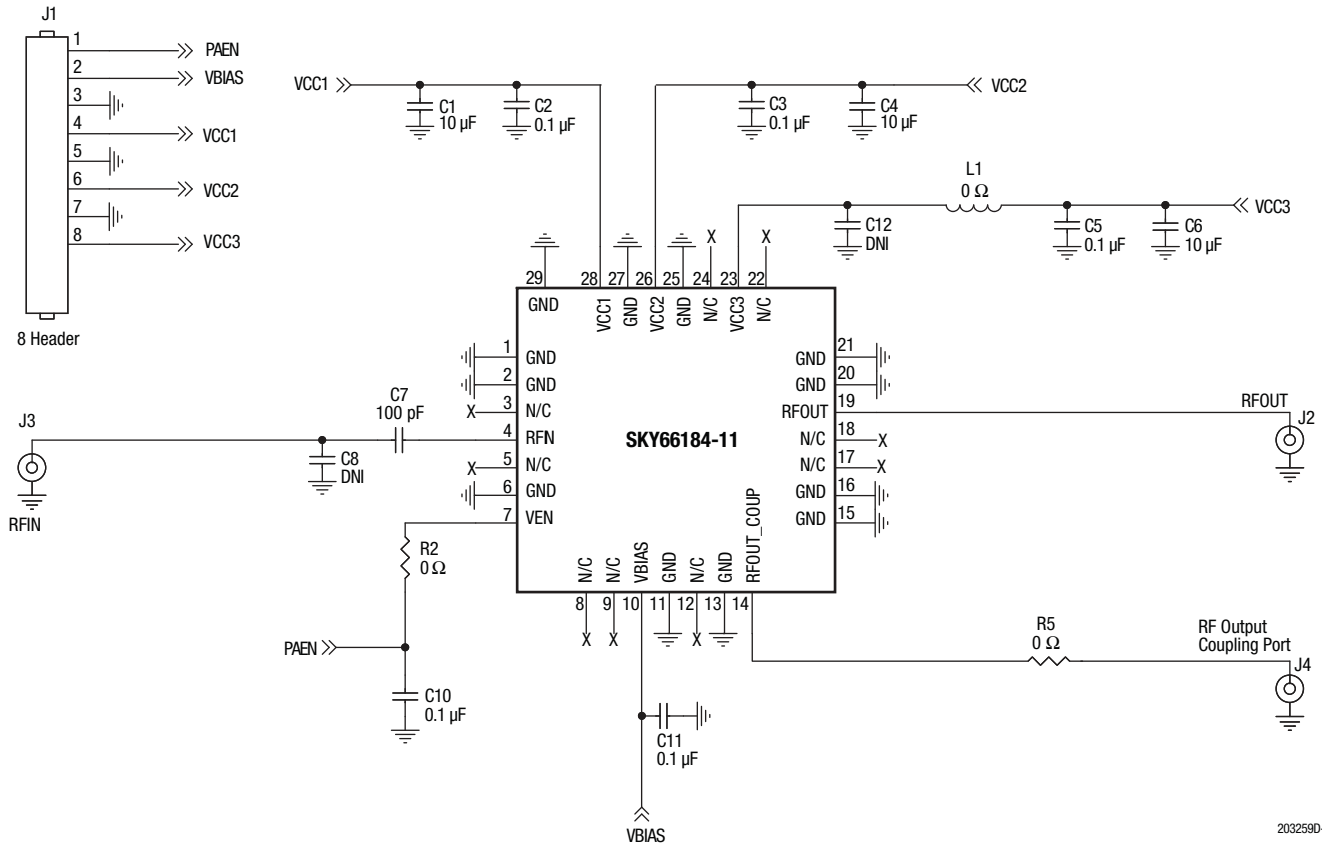 J1
1
PAEN
2
VBIAS
3
4
VCC1
5
6
VCC2
7
8
VCC3
8 Header
VCC1
C1
10 µF
C2
0.1 µF
C3
0.1 µF
C4
10 µF
VCC2
L1
0 Ω
C12
DNI
C5
0.1 µF
C6
10 µF
VCC3
X
X
29
28
27
26
25
24
23
22
GND
VCC1
GND
VCC2
GND
N/C
VCC3
N/C
1
GND
2
GND
X
3
N/C
4
RFIN
X
5
N/C
6
GND
7
VEN
SKY66184-11
GND
21
GND
20
RFOUT
19
N/C
18
X
N/C
17
X
GND
16
GND
15
N/C
N/C
VBIAS
GND
N/C
GND
RFOUT_COUP
8
9
10
11
12
13
14
X
X
X
J3
RFIN
C8
DNI
C7
100 pF
RFOUT
J2
R2
0 Ω
PAEN
C10
0.1 µF
C11
0.1 µF
VBIAS
R5
0 Ω
RF Output
Coupling Port
J4